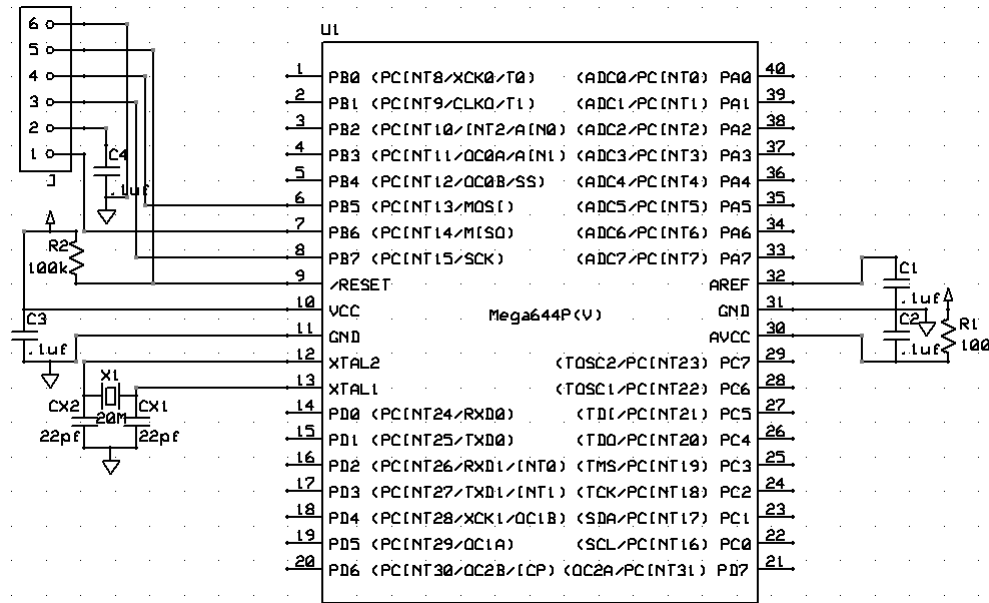 6
5
4
3
2
1
J
C4
.1uf
R2
100k
C3
.1uf
X1
20M
CX2
22pf
CX1
22pf
U1
Mega644P(V)
1 PB0 (PCINT8/XCK0/T0)
2 PB1 (PCINT9/CLKO/T1)
3 PB2 (PCINT10/INT2/AIN0)
4 PB3 (PCINT11/OC0A/AIN1)
5 PB4 (PCINT12/OC0B/SS)
6 PB5 (PCINT13/MOSI)
7 PB6 (PCINT14/MISO)
8 PB7 (PCINT15/SCK)
9 /RESET
10 VCC
11 GND
12 XTAL2
13 XTAL1
14 PD0 (PCINT24/RXD0)
15 PD1 (PCINT25/TXD0)
16 PD2 (PCINT26/RXD1/INT0)
17 PD3 (PCINT27/TXD1/INT1)
18 PD4 (PCINT28/XCK1/OC1B)
19 PD5 (PCINT29/OC1A)
20 PD6 (PCINT30/OC2B/ICP)
(ADC0/PCINT0) PA0 40
(ADC1/PCINT1) PA1 39
(ADC2/PCINT2) PA2 38
(ADC3/PCINT3) PA3 37
(ADC4/PCINT4) PA4 36
(ADC5/PCINT5) PA5 35
(ADC6/PCINT6) PA6 34
(ADC7/PCINT7) PA7 33
AREF 32
GND 31
AVCC 30
(TOSC2/PCINT23) PC7 29
(TOSC1/PCINT22) PC6 28
(TDI/PCINT21) PC5 27
(TDO/PCINT20) PC4 26
(TMS/PCINT19) PC3 25
(TCK/PCINT18) PC2 24
(SDA/PCINT17) PC1 23
(SCL/PCINT16) PC0 22
(OC2A/PCINT31) PD7 21
C1
.1uf
C2
.1uf
R1
100